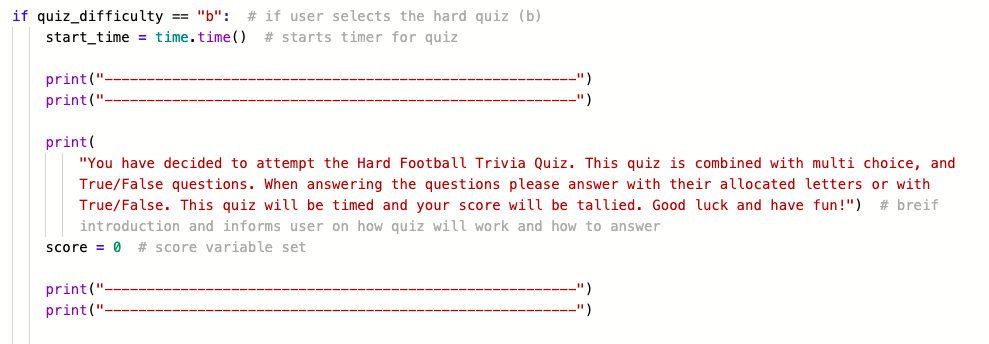 if quiz_difficulty == "b":  # if user selects the hard quiz (b)
    start_time = time.time()  # starts timer for quiz

    print("--------------------------------------------------------")
    print("--------------------------------------------------------")

    print(
        "You have decided to attempt the Hard Football Trivia Quiz. This quiz is combined with multi choice, and
        True/False questions. When answering the questions please answer with their allocated letters or with
        True/False. This quiz will be timed and your score will be tallied. Good luck and have fun!")  # breif
        introduction and informs user on how quiz will work and how to answer
    score = 0  # score variable set

    print("--------------------------------------------------------")
    print("--------------------------------------------------------")